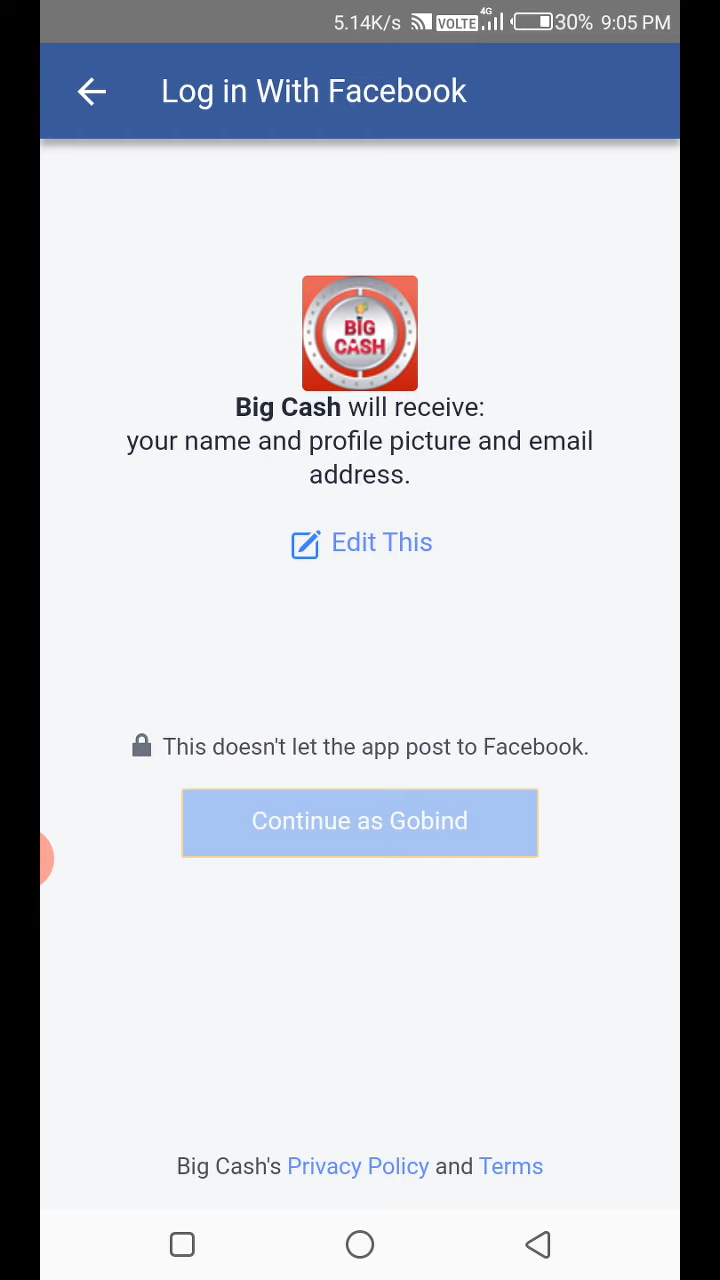 5.14K/s VOLTE 4G 30% 9:05 PM
Log in With Facebook
BIG
CASH
Big Cash will receive:
your name and profile picture and email
address.
Edit This
This doesn't let the app post to Facebook.
Continue as Gobind
Big Cash's Privacy Policy and Terms